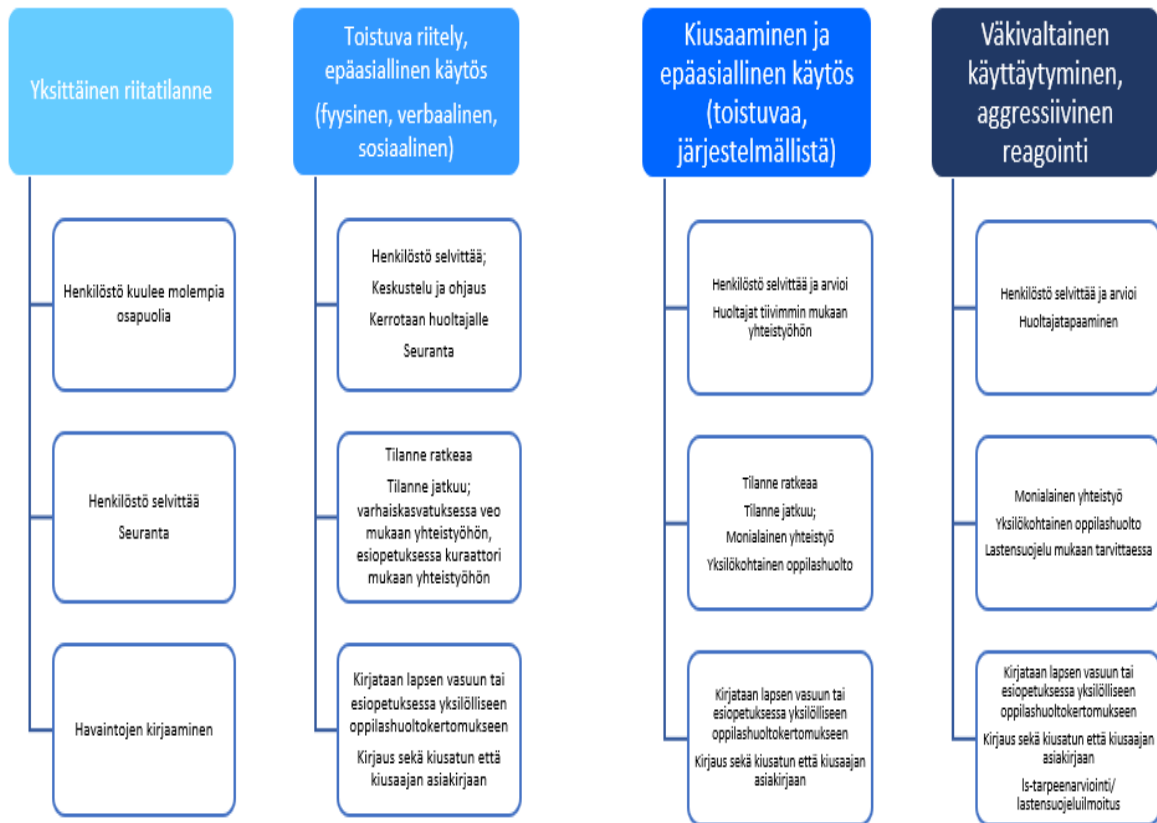 Yksittäinen riitatilanne
Henkilöstö kuulee molempia
osapuolia
Henkilöstö selvittää
Seuranta
Havaintojen kirjaaminen
Toistuva riitely,
epäasiallinen käytös
(fyysinen, verbaalinen,
sosiaalinen)
Henkilöstö selvittää;
Keskustelu ja ohjaus
Kerrotaan huoltajalle
Seuranta
Tilanne ratkeaa
Tilanne jatkuu;
varhaiskasvatuksessa veo
mukaan yhteistyöhön,
esiopetuksessa kuraattori
mukaan yhteistyöhön
Kirjataan lapsen vasuun tai
esiopetuksessa yksilölliseen
oppilashuoltokertomukseen
Kirjaus sekä kiusatun että
kiusaajan asiakirjaan
Kiusaaminen ja
epäasiallinen käytös
(toistuvaa,
järjestelmällistä)
Henkilöstö selvittää ja arvioi
Huoltajat tiivimmin mukaan
yhteistyöhön
Tilanne ratkeaa
Tilanne jatkuu;
Monialainen yhteistyö
Yksilökohtainen oppilashuolto
Kirjataan lapsen vasuun tai
esiopetuksessa yksilölliseen
oppilashuoltokertomukseen
Kirjaus sekä kiusatun että kiusaajan
asiakirjaan
Väkivaltainen
käyttäytyminen,
aggressiivinen
reagointi
Henkilöstö selvittää ja arvioi
Huoltajatapaaminen
Monialainen yhteistyö
Yksilökohtainen oppilashuolto
Lastensuojelu mukaan tarvittaessa
Kirjataan lapsen vasuun tai
esiopetuksessa yksilölliseen
oppilashuoltokertomukseen
Kirjaus sekä kiusatun että kiusaajan
asiakirjaan
ls-tarpeenarviointi/
lastensuojeluilmoitus